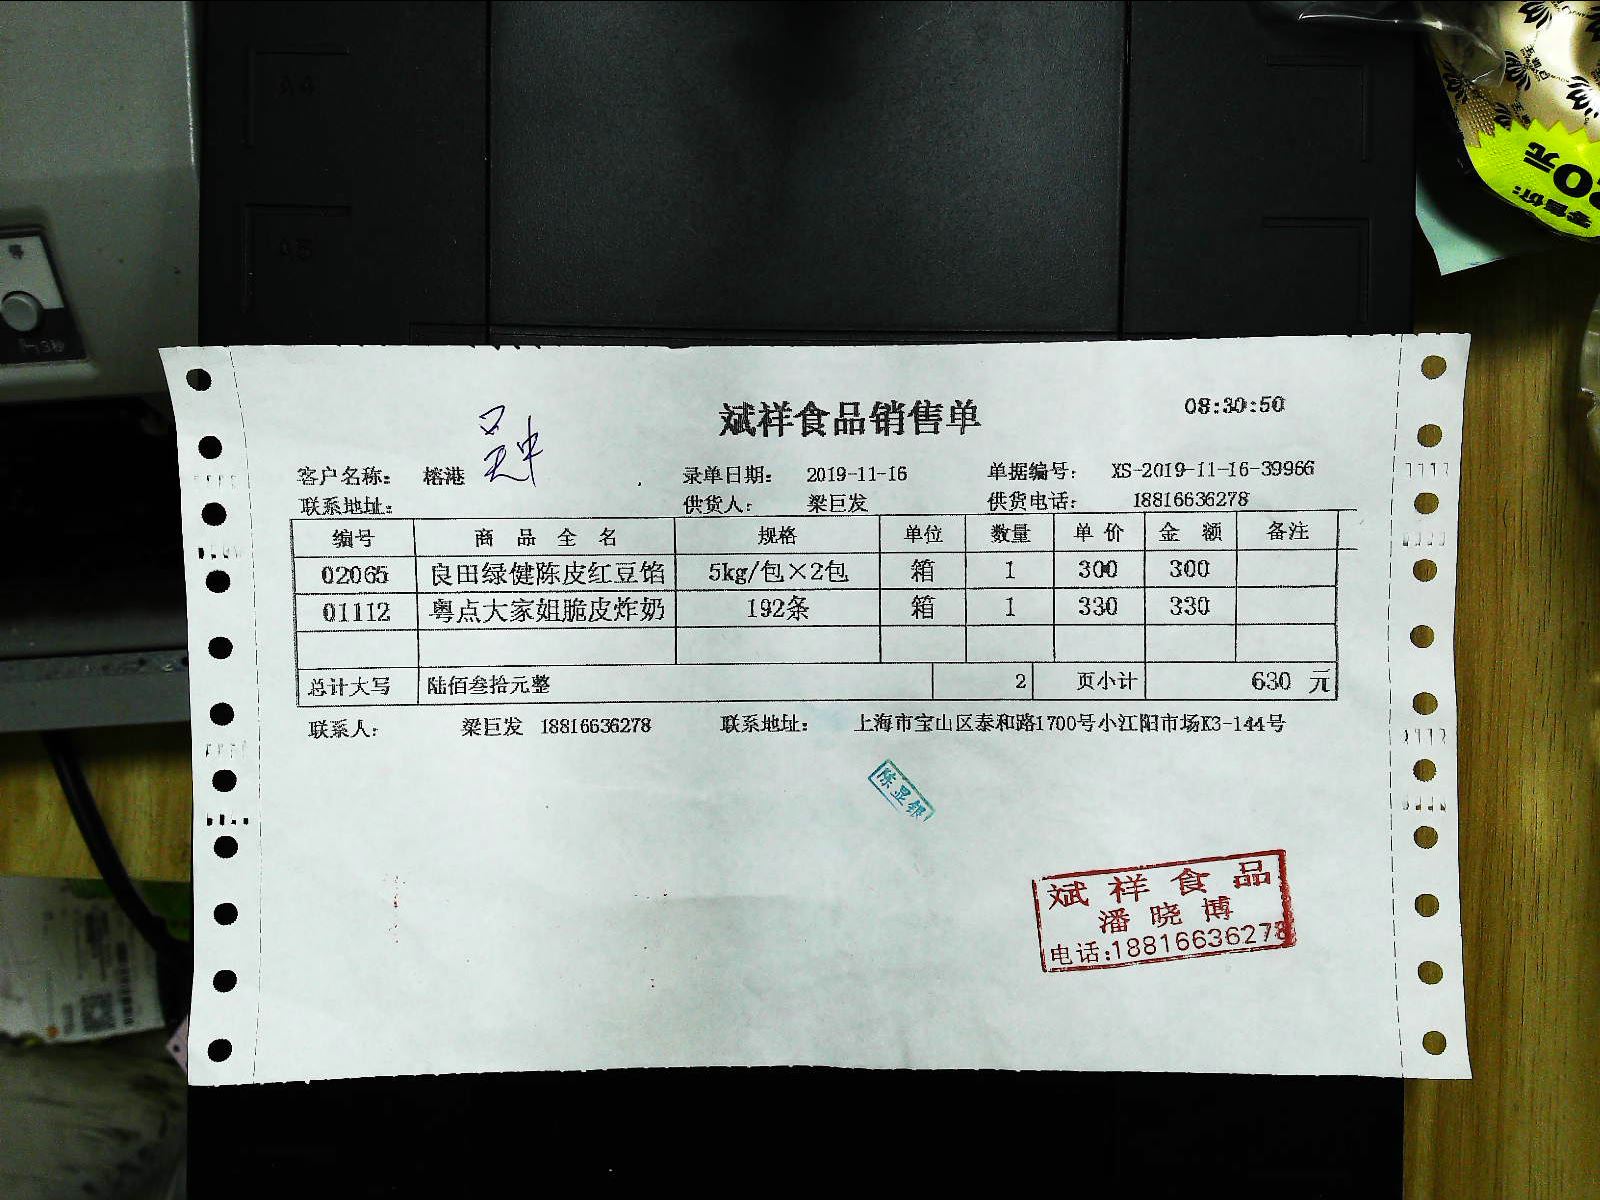 零售价:
元
斌祥食品销售单
08:30:50
客户名称: 榕港 录单日期: 2019-11-16 单据编号: XS-2019-11-16-39966
联系地址: 供货人: 梁巨发 供货电话: 18816636278
编号 商品全名 规格 单位 数量 单价 金额 备注
02065 良田绿健陈皮红豆馅 5kg/包×2包 箱 1 300 300
01112 粤点大家姐脆皮炸奶 192条 箱 1 330 330
总计大写 陆佰叁拾元整 2 页小计 630 元
联系人: 梁巨发 18816636278 联系地址: 上海市宝山区泰和路1700号小江阳市场K3-144号
陈显银
斌祥食品
潘晓博
电话:18816636278